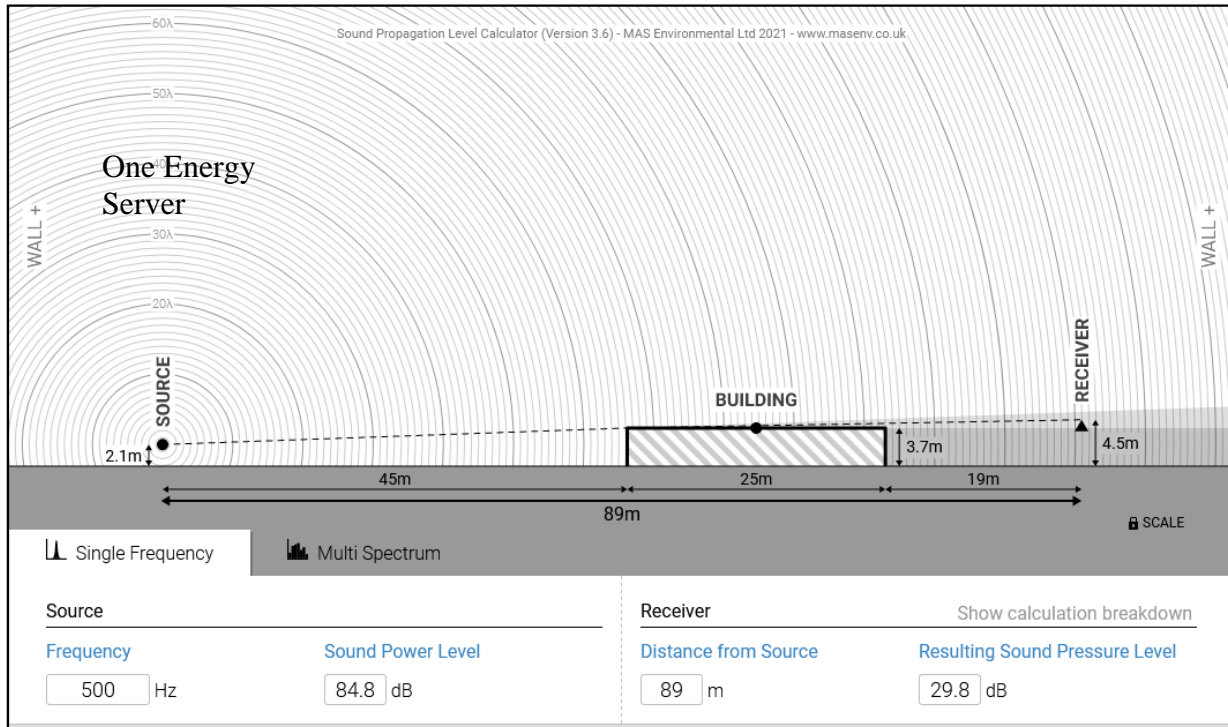 60λ
Sound Propagation Level Calculator (Version 3.6) - MAS Environmental Ltd 2021 - www.masenv.co.uk
50λ
40
One Energy
Server
WALL +
WALL +
30λ
20λ
SOURCE
RECEIVER
BUILDING
2.1m
3.7m
4.5m
45m
25m
19m
89m
SCALE
Single Frequency
Multi Spectrum
Source
Receiver
Show calculation breakdown
Frequency
Sound Power Level
Distance from Source
Resulting Sound Pressure Level
500 Hz
84.8 dB
89 m
29.8 dB